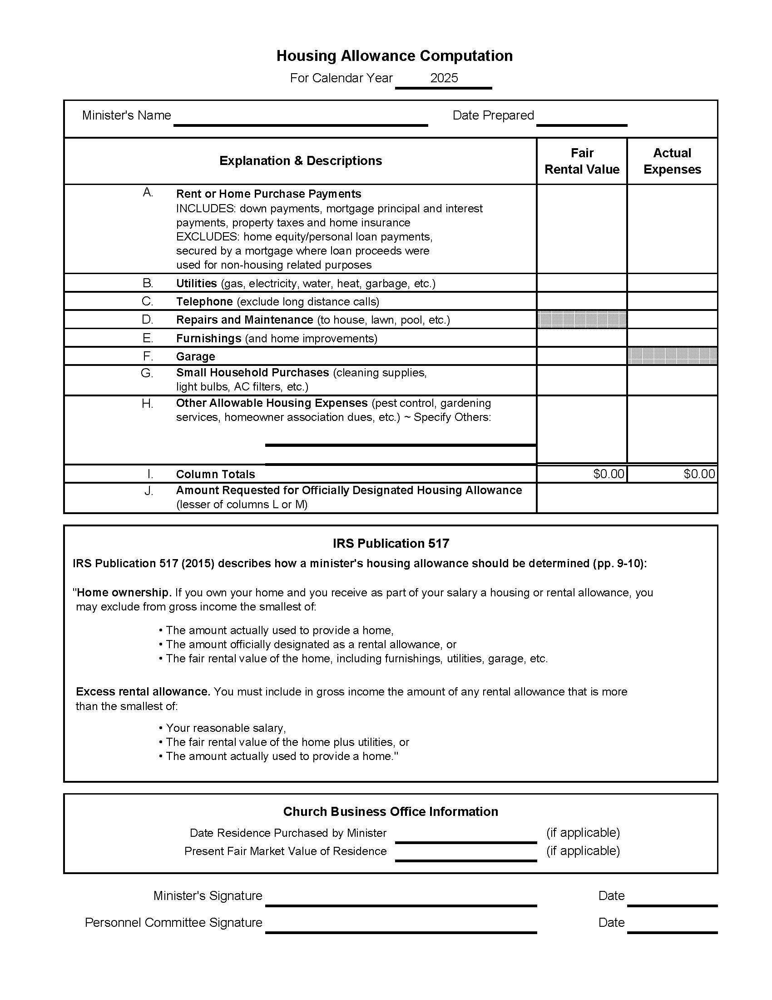 Housing Allowance Computation
For Calendar Year 2025
Minister's Name Date Prepared
Explanation & Descriptions
Fair
Rental Value
Actual
Expenses
A. Rent or Home Purchase Payments
INCLUDES: down payments, mortgage principal and interest
payments, property taxes and home insurance
EXCLUDES: home equity/personal loan payments,
secured by a mortgage where loan proceeds were
used for non-housing related purposes
B. Utilities (gas, electricity, water, heat, garbage, etc.)
C. Telephone (exclude long distance calls)
D. Repairs and Maintenance (to house, lawn, pool, etc.)
E. Furnishings (and home improvements)
F. Garage
G. Small Household Purchases (cleaning supplies,
light bulbs, AC filters, etc.)
H. Other Allowable Housing Expenses (pest control, gardening
services, homeowner association dues, etc.) ~ Specify Others:
I. Column Totals $0.00 $0.00
J. Amount Requested for Officially Designated Housing Allowance
(lesser of columns L or M)
IRS Publication 517
IRS Publication 517 (2015) describes how a minister's housing allowance should be determined (pp. 9-10):
"Home ownership. If you own your home and you receive as part of your salary a housing or rental allowance, you
may exclude from gross income the smallest of:
• The amount actually used to provide a home,
• The amount officially designated as a rental allowance, or
• The fair rental value of the home, including furnishings, utilities, garage, etc.
Excess rental allowance. You must include in gross income the amount of any rental allowance that is more
than the smallest of:
• Your reasonable salary,
• The fair rental value of the home plus utilities, or
• The amount actually used to provide a home."
Church Business Office Information
Date Residence Purchased by Minister (if applicable)
Present Fair Market Value of Residence (if applicable)
Minister's Signature Date
Personnel Committee Signature Date